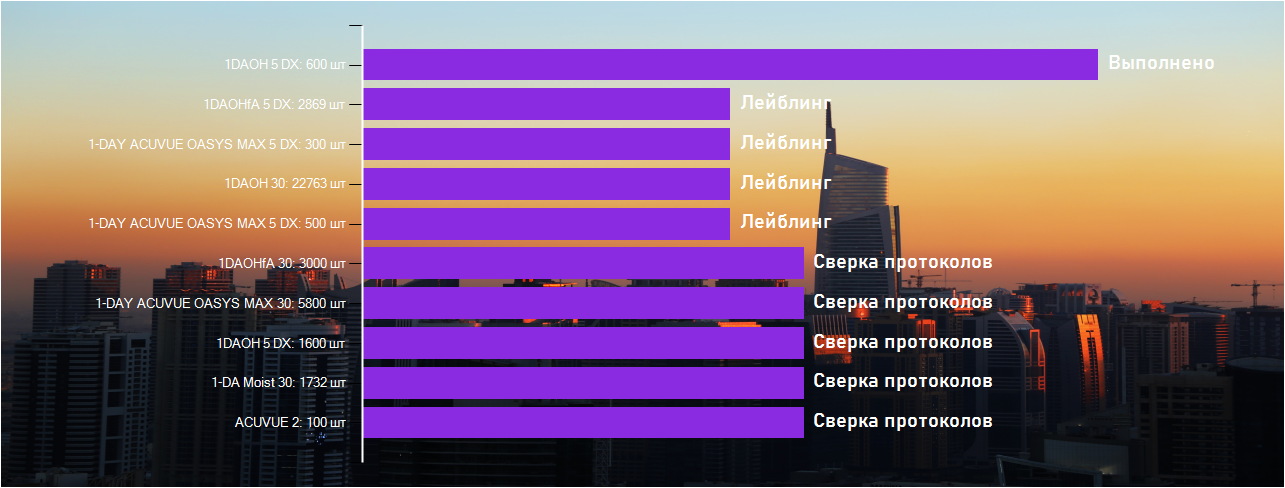 1DAOH 5 DX: 600 шт Выполнено
1DAOHfA 5 DX: 2869 шт Лейблинг
1-DAY ACUVUE OASYS MAX 5 DX: 300 шт Лейблинг
1DAOH 30: 22763 шт Лейблинг
1-DAY ACUVUE OASYS MAX 5 DX: 500 шт Лейблинг
1DAOHfA 30: 3000 шт Сверка протоколов
1-DAY ACUVUE OASYS MAX 30: 5800 шт Сверка протоколов
1DAOH 5 DX: 1600 шт Сверка протоколов
1-DA Moist 30: 1732 шт Сверка протоколов
ACUVUE 2: 100 шт Сверка протоколов